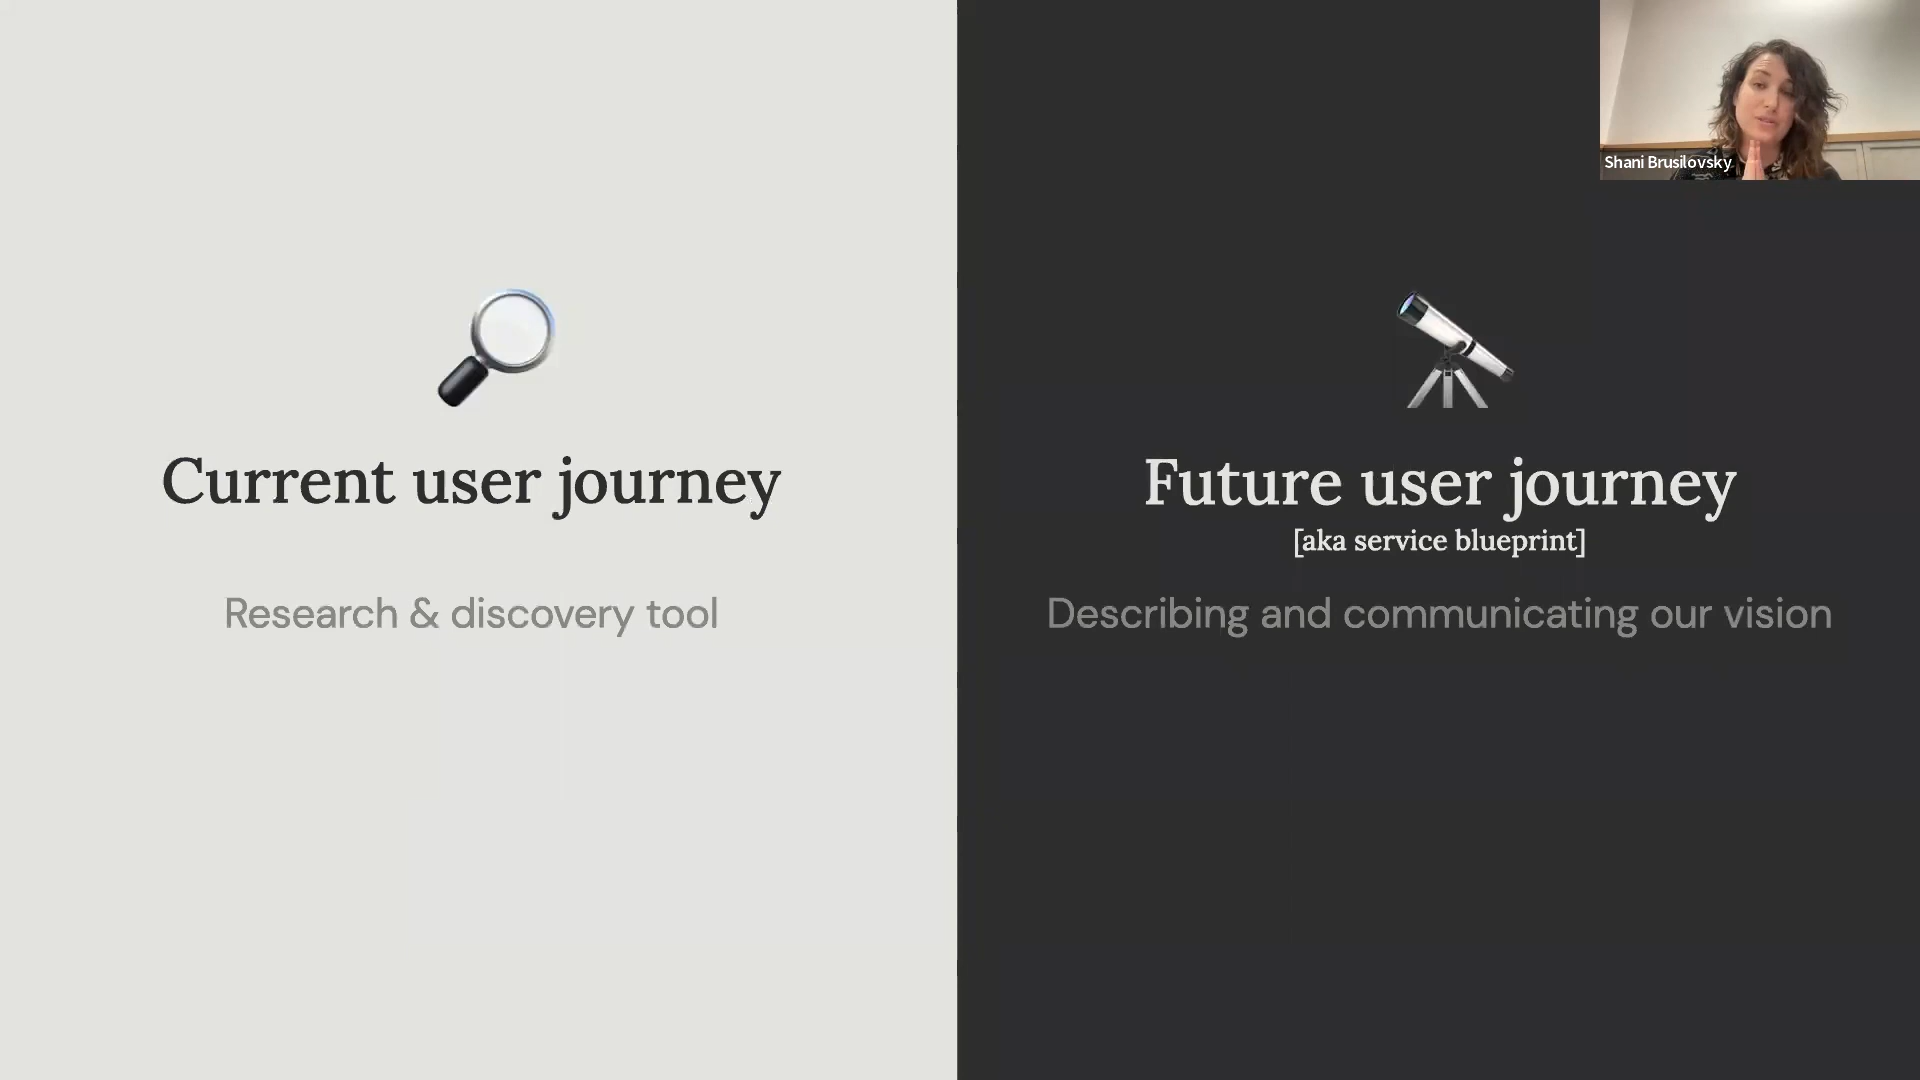 Current user journey
Research & discovery tool
Future user journey
[aka service blueprint]
Describing and communicating our vision
Shani Brusilovsky